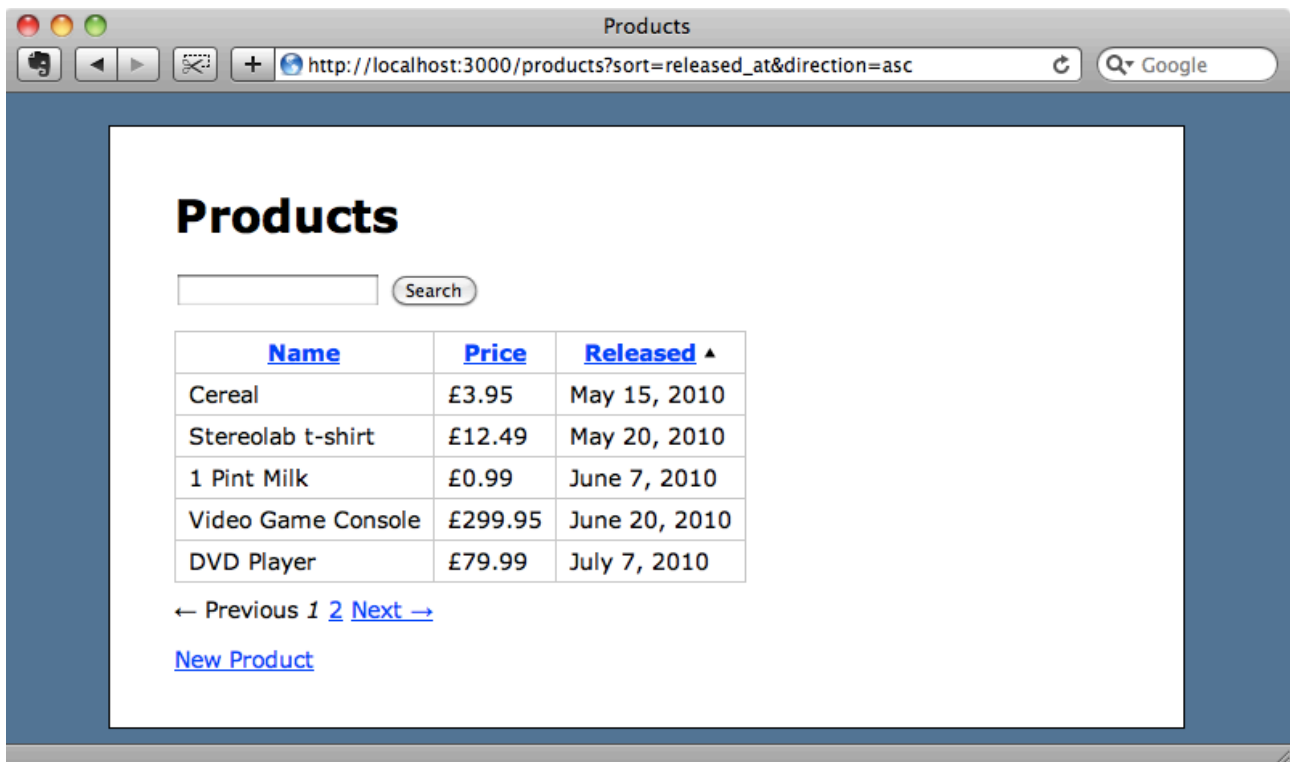 Products
http://localhost:3000/products?sort=released_at&direction=asc
Google
Products
Search
Name Price Released ▲
Cereal £3.95 May 15, 2010
Stereolab t-shirt £12.49 May 20, 2010
1 Pint Milk £0.99 June 7, 2010
Video Game Console £299.95 June 20, 2010
DVD Player £79.99 July 7, 2010
← Previous 1 2 Next →
New Product